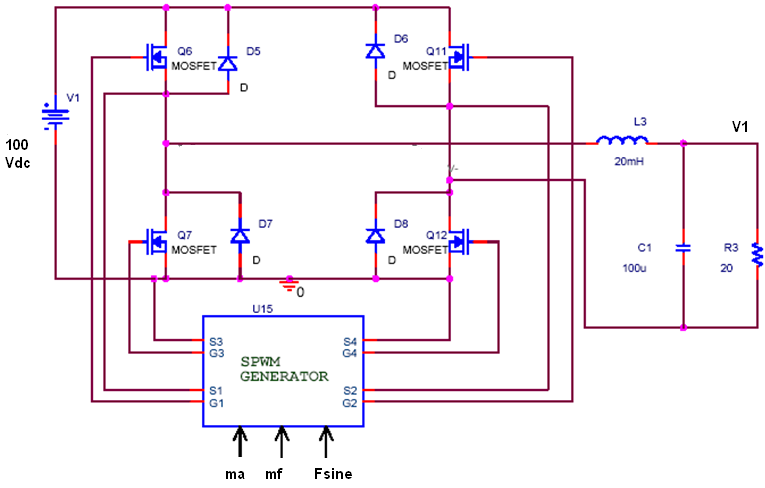 Q6
D5
D6
Q11
MOSFET
MOSFET
D
D
V1
100
Vdc
L3
20mH
V1
V-
Q7
D7
D8
Q12
MOSFET
MOSFET
D
D
C1
100u
R3
20
0
U15
S3
G3
S4
G4
SPWM
GENERATOR
S1
G1
S2
G2
ma
mf
Fsine